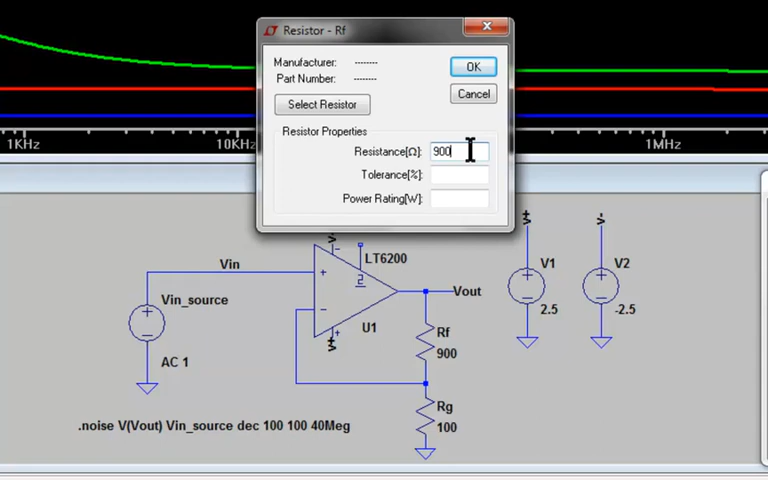 Resistor - Rf
Manufacturer: --------
Part Number: --------
OK
Cancel
Select Resistor
Resistor Properties
Resistance[Ω]: 900
Tolerance[%]:
Power Rating[W]:
1KHz
10KHz
1MHz
Vin
Vin_source
AC 1
LT6200
2
U1
Vout
Rf
900
Rg
100
V+
V-
V1
V2
2.5
-2.5
.noise V(Vout) Vin_source dec 100 100 40Meg